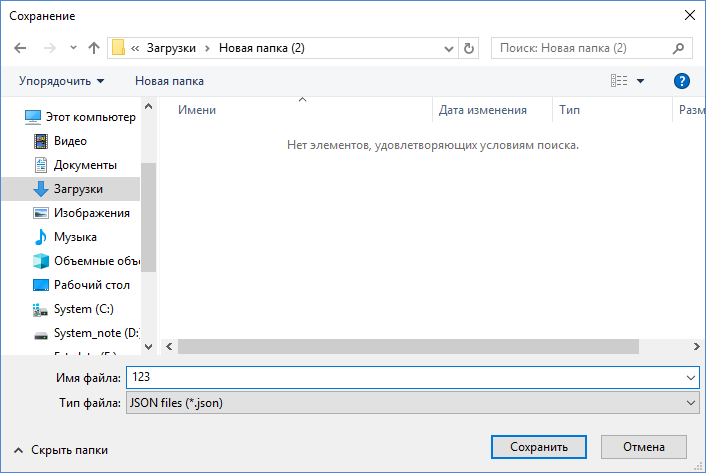 Сохранение
« Загрузки › Новая папка (2)
Поиск: Новая папка (2)
Упорядочить
Новая папка
?
Имени
Дата изменения
Тип
Разм
Этот компьютер
Видео
Документы
Загрузки
Изображения
Музыка
Объемные объ
Рабочий стол
System (C:)
System_note (D:)
Нет элементов, удовлетворяющих условиям поиска.
Имя файла: 123
Тип файла: JSON files (*.json)
Скрыть папки
Сохранить
Отмена